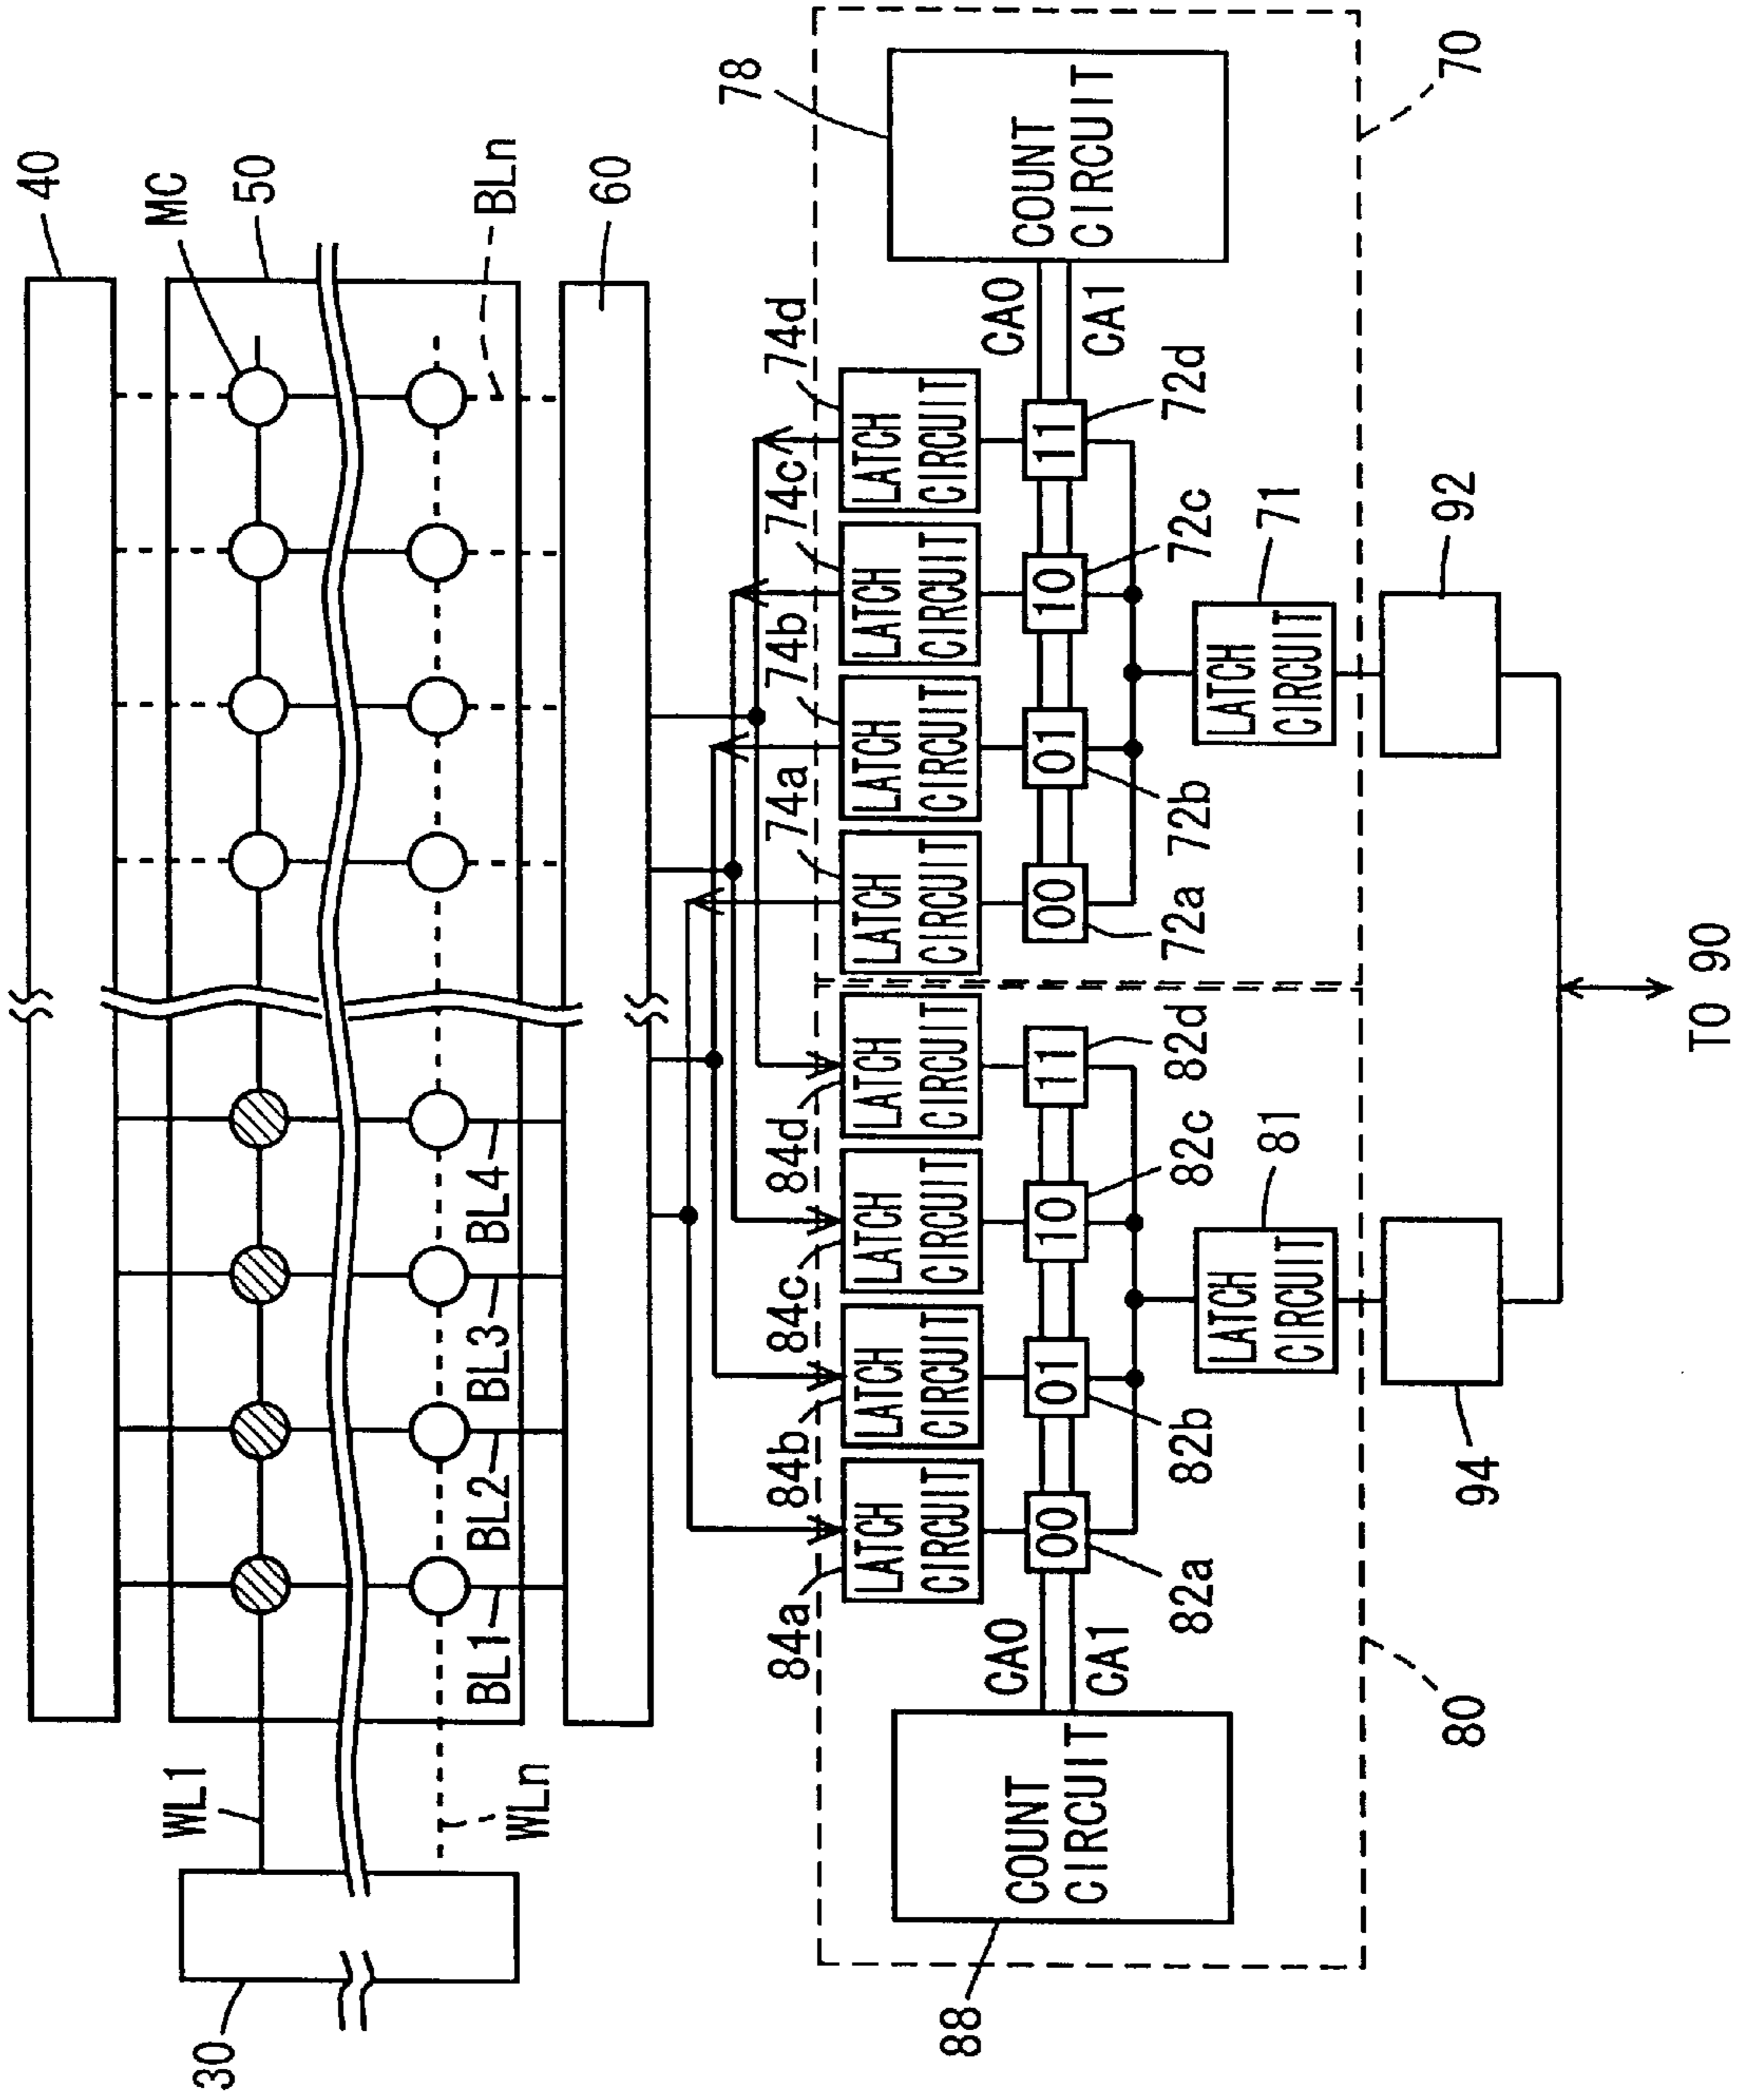 40
MC
50
BLn
60
WL1
WLn
30
BL1
BL2
BL3
BL4
84a
84b
84c
84d
74a
74b
74c
74d
78
LATCH CIRCUIT
LATCH CIRCUIT
LATCH CIRCUIT
LATCH CIRCUIT
LATCH CIRCUIT
LATCH CIRCUIT
LATCH CIRCUIT
LATCH CIRCUIT
88
COUNT CIRCUIT
CA0
CA1
00
01
10
11
00
01
10
11
CA0
CA1
COUNT CIRCUIT
82a
82b
82c
82d
72a
72b
72c
72d
80
LATCH CIRCUIT
81
LATCH CIRCUIT
71
70
94
92
TO 90